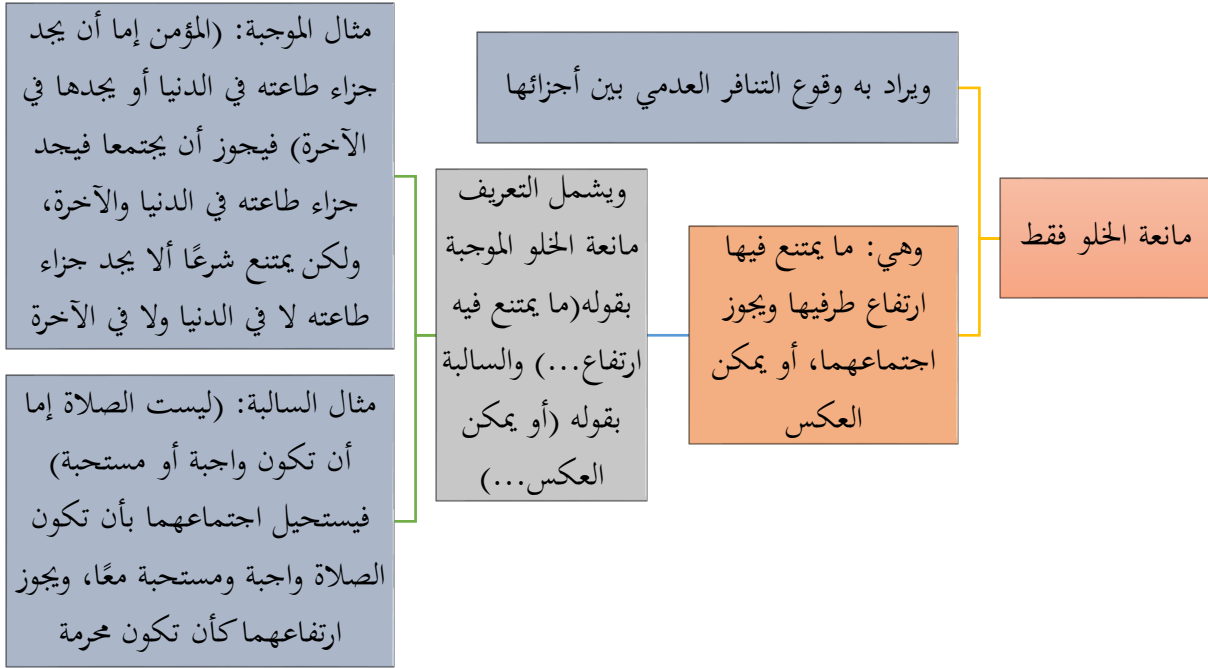 مانعة الخلو فقط
ويراد به وقوع التنافر العدمي بين أجزائها
وهي: ما يمتنع فيها
ارتفاع طرفيها ويجوز
اجتماعهما، أو يمكن
العكس
ويشمل التعريف
مانعة الخلو الموجبة
بقوله(ما يمتنع فيه
ارتفاع...) والسالبة
بقوله (أو يمكن
العكس...)
مثال الموجبة: (المؤمن إما أن يجد
جزاء طاعته في الدنيا أو يجدها في
الآخرة) فيجوز أن يجتمعا فيجد
جزاء طاعته في الدنيا والآخرة،
ولكن يمتنع شرعًا ألا يجد جزاء
طاعته لا في الدنيا ولا في الآخرة
مثال السالبة: (ليست الصلاة إما
أن تكون واجبة أو مستحبة)
فيستحيل اجتماعهما بأن تكون
الصلاة واجبة ومستحبة معًا، ويجوز
ارتفاعهما كأن تكون محرمة